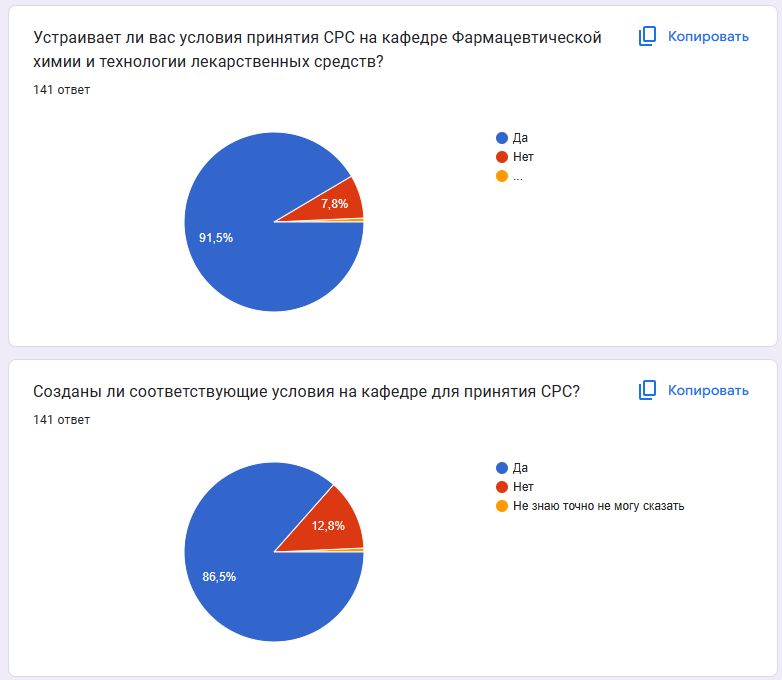 Устраивает ли вас условия принятия СРС на кафедре Фармацевтической
химии и технологии лекарственных средств?
Копировать
141 ответ
Да
Нет
...
7,8%
91,5%
Созданы ли соответствующие условия на кафедре для принятия СРС?
Копировать
141 ответ
Да
Нет
Не знаю точно не могу сказать
12,8%
86,5%